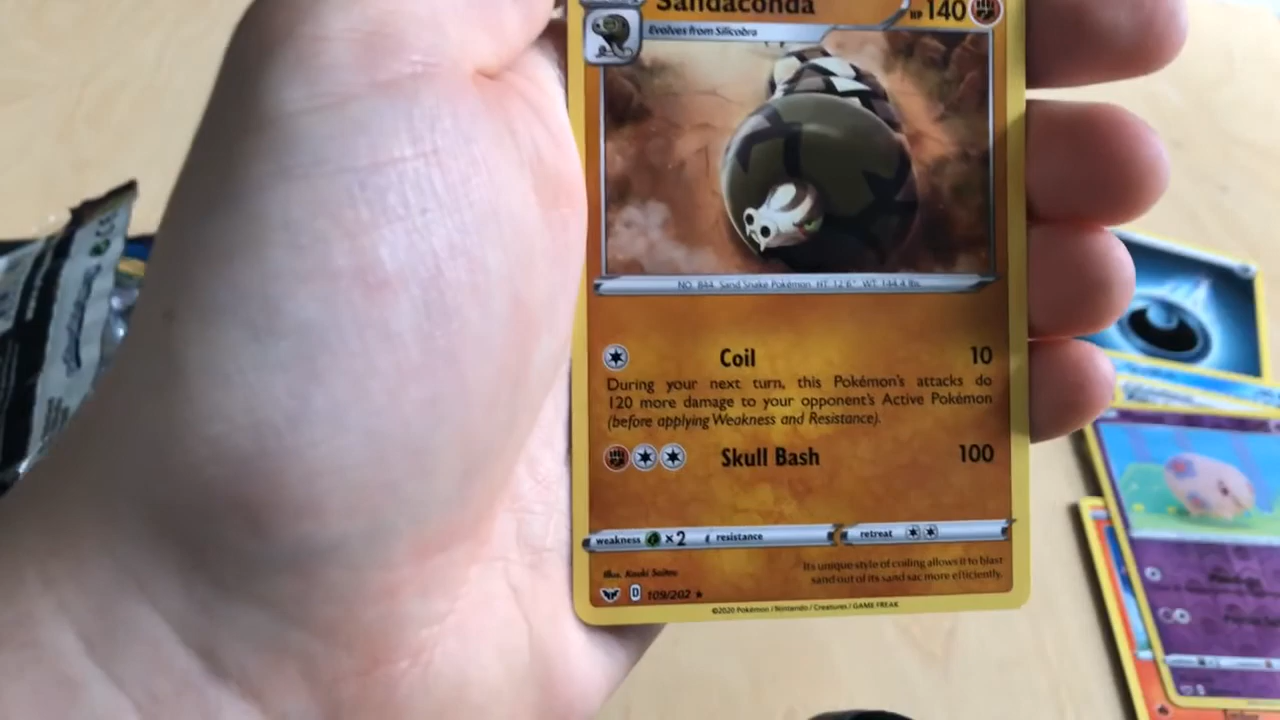 Sandaconda
HP 140
Evolves from Silicobra
NO. 844 Sand Snake Pokémon HT: 12'6" WT: 144.4 lbs.
Coil 10
During your next turn, this Pokémon's attacks do
120 more damage to your opponent's Active Pokémon
(before applying Weakness and Resistance).
Skull Bash 100
weakness ×2 resistance retreat
Its unique style of coiling allows it to blast
sand out of its sand sac more efficiently.
Illus. Kouki Saitou
D 109/202 ★
©2020 Pokémon / Nintendo / Creatures / GAME FREAK